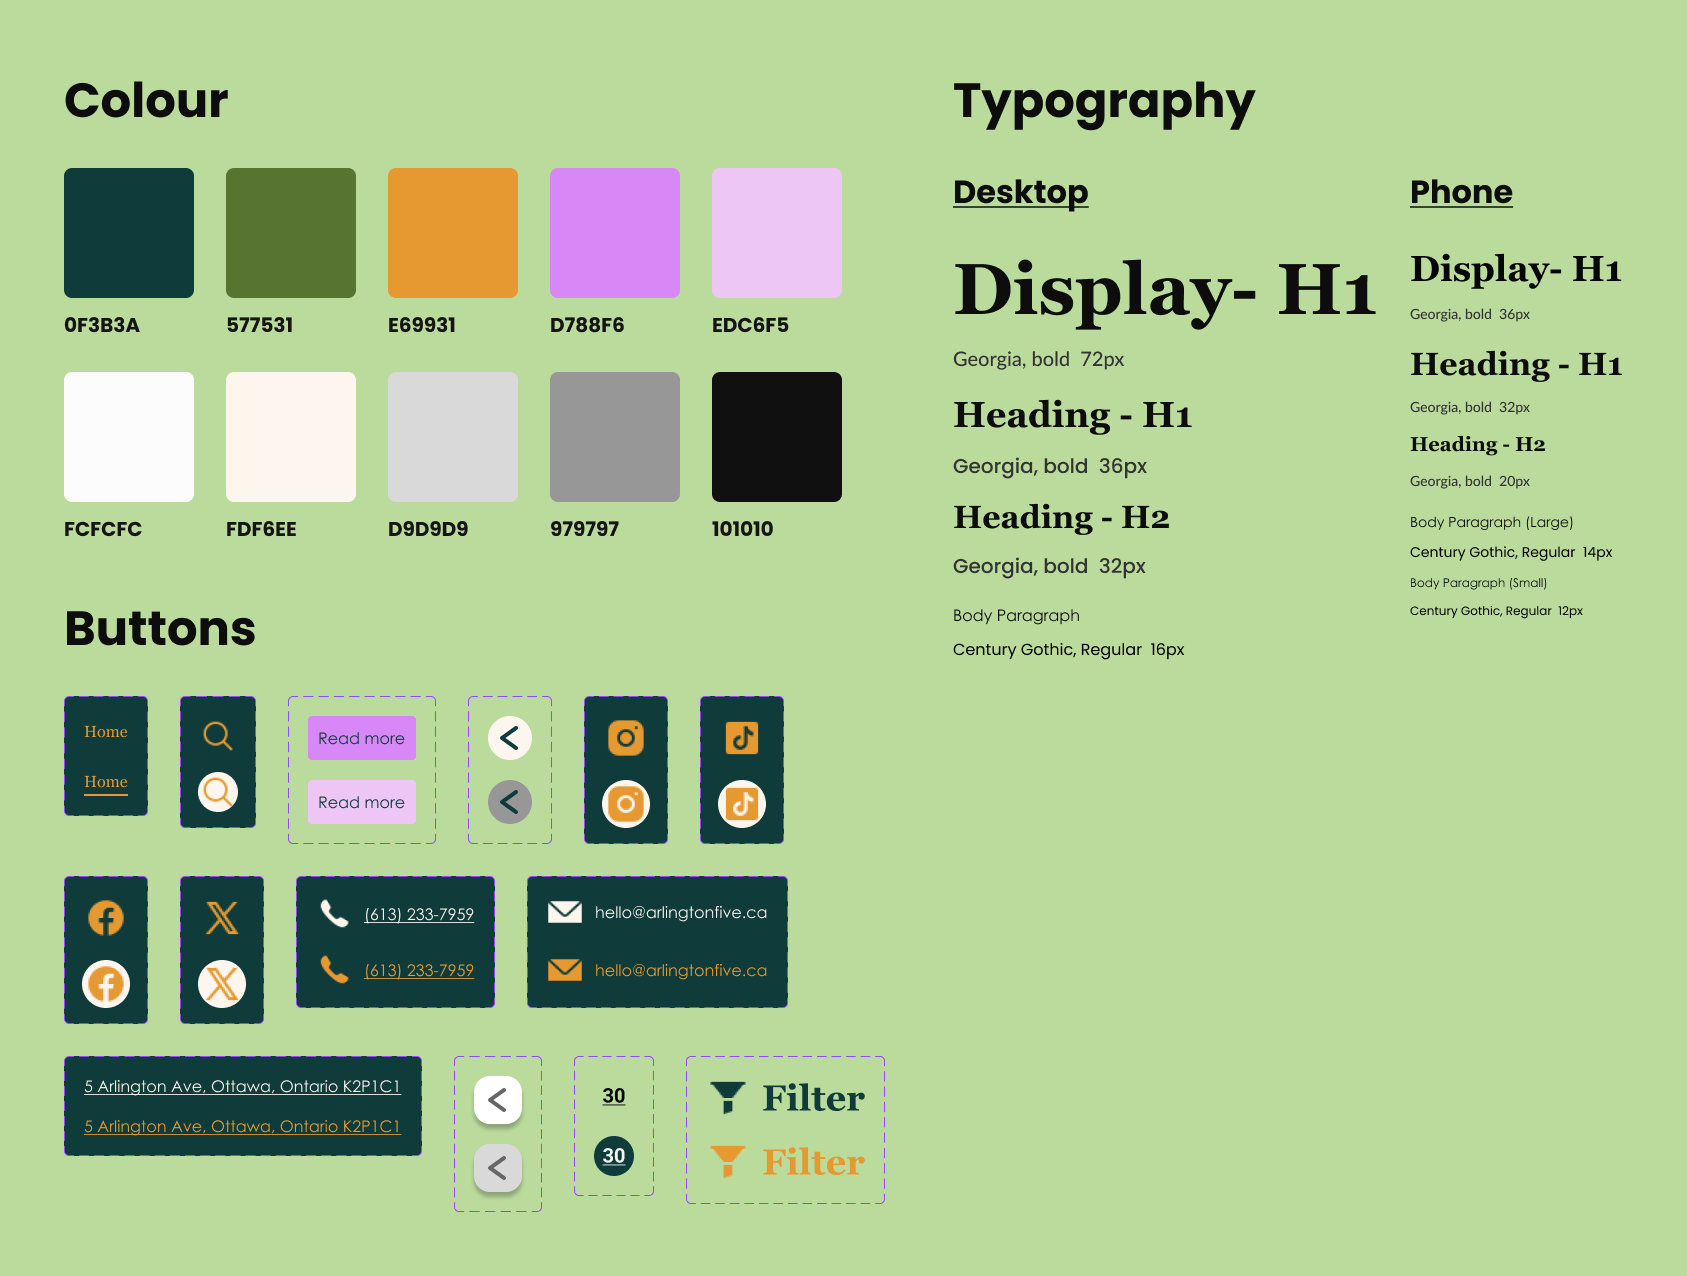 Colour
0F3B3A
577531
E69931
D788F6
EDC6F5
FCFCFC
FDF6EE
D9D9D9
979797
101010
Buttons
Home
Home
Read more
Read more
(613) 233-7959
(613) 233-7959
hello@arlingtonfive.ca
hello@arlingtonfive.ca
5 Arlington Ave, Ottawa, Ontario K2P1C1
5 Arlington Ave, Ottawa, Ontario K2P1C1
30
30
Filter
Filter
Typography
Desktop
Display- H1
Georgia, bold 72px
Heading - H1
Georgia, bold 36px
Heading - H2
Georgia, bold 32px
Body Paragraph
Century Gothic, Regular 16px
Phone
Display- H1
Georgia, bold 36px
Heading - H1
Georgia, bold 32px
Heading - H2
Georgia, bold 20px
Body Paragraph (Large)
Century Gothic, Regular 14px
Body Paragraph (Small)
Century Gothic, Regular 12px